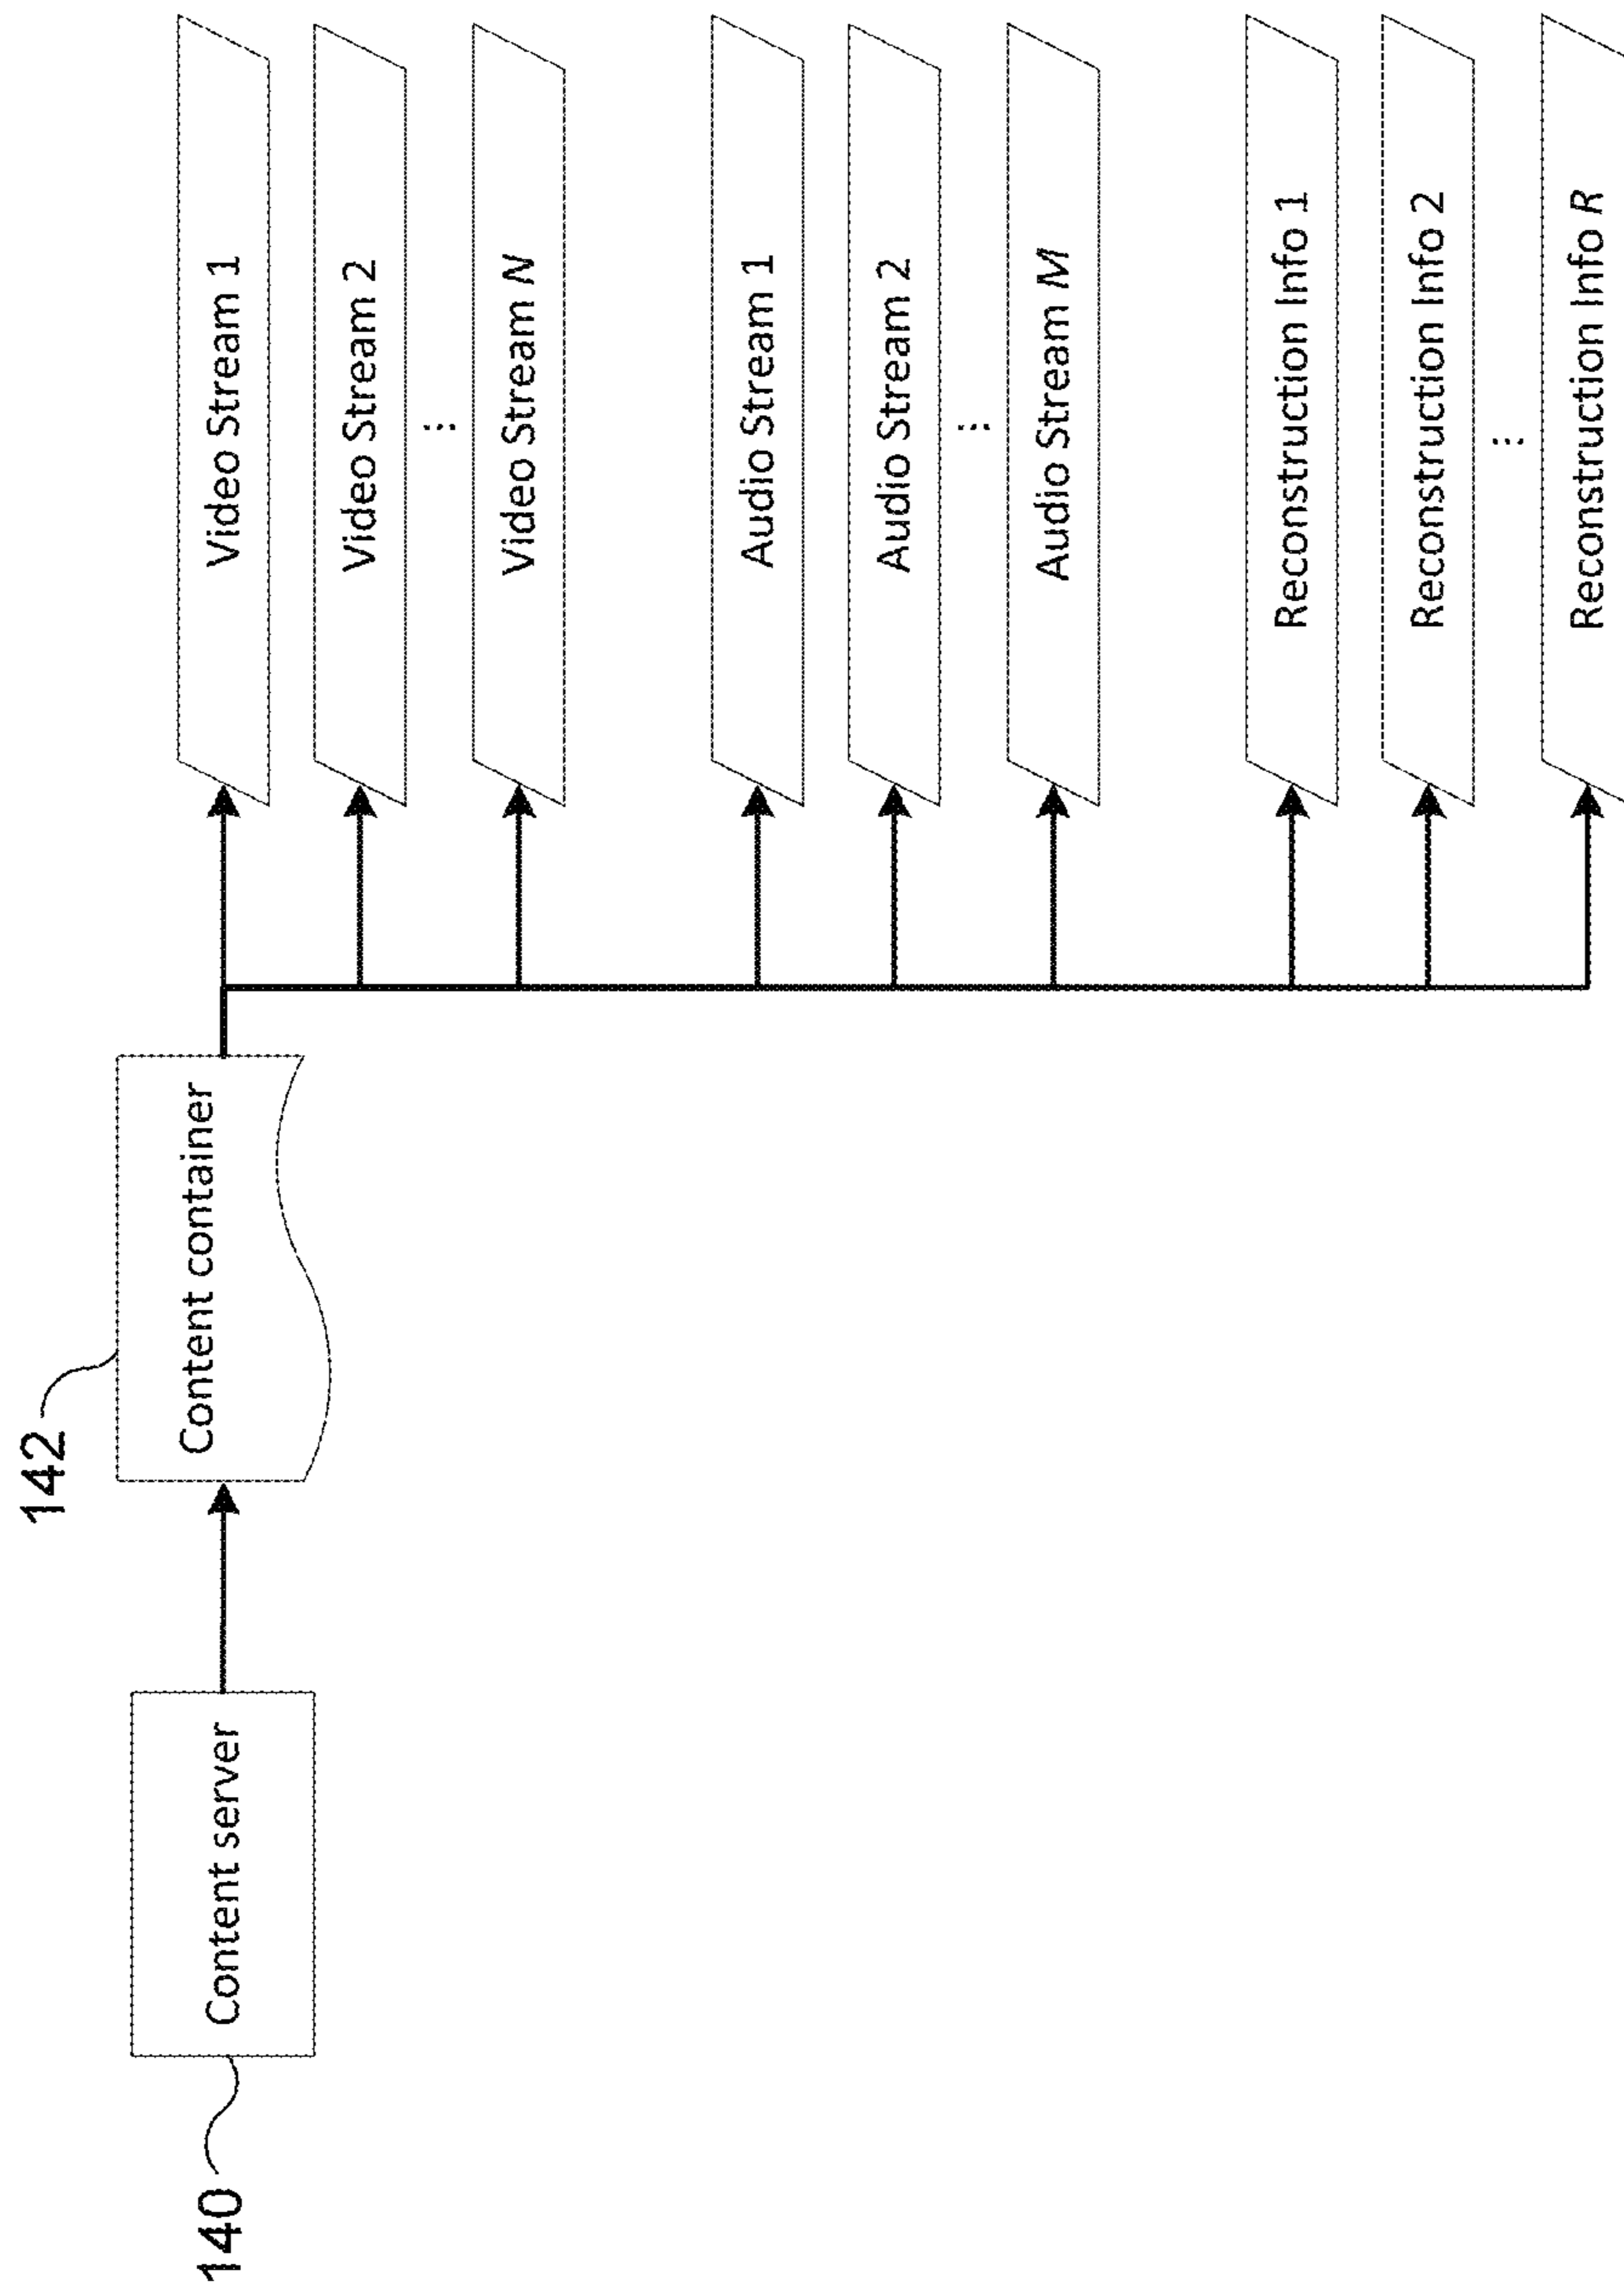 142
140
Content server
Content container
Video Stream 1
Video Stream 2
...
Video Stream N
Audio Stream 1
Audio Stream 2
...
Audio Stream M
Reconstruction Info 1
Reconstruction Info 2
...
Reconstruction Info R